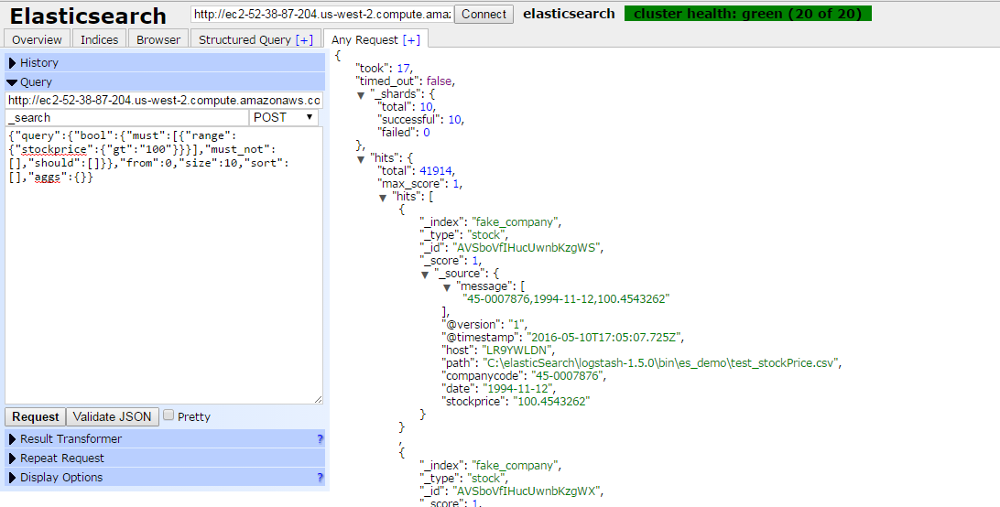 Elasticsearch
http://ec2-52-38-87-204.us-west-2.compute.amaz Connect elasticsearch cluster health: green (20 of 20)
Overview Indices Browser Structured Query [+] Any Request [+]
History
Query
http://ec2-52-38-87-204.us-west-2.compute.amazonaws.co
_search POST
{"query":{"bool":{"must":[{"range":
{"stockprice":{"gt":"100"}}}],"must_not":
[],"should":[]}},"from":0,"size":10,"sort":
[],"aggs":{}}
Request Validate JSON Pretty
Result Transformer ?
Repeat Request
Display Options ?
{
"took": 17,
"timed_out": false,
"_shards": {
"total": 10,
"successful": 10,
"failed": 0
},
"hits": {
"total": 41914,
"max_score": 1,
"hits": [
{
"_index": "fake_company",
"_type": "stock",
"_id": "AVSboVfIHucUwnbKzgWS",
"_score": 1,
"_source": {
"message": [
"45-0007876,1994-11-12,100.4543262"
],
"@version": "1",
"@timestamp": "2016-05-10T17:05:07.725Z",
"host": "LR9YWLDN",
"path": "C:\elasticSearch\logstash-1.5.0\bin\es_demo\test_stockPrice.csv",
"companycode": "45-0007876",
"date": "1994-11-12",
"stockprice": "100.4543262"
}
}
,
{
"_index": "fake_company",
"_type": "stock",
"_id": "AVSboVfIHucUwnbKzgWX",
"_score": 1,